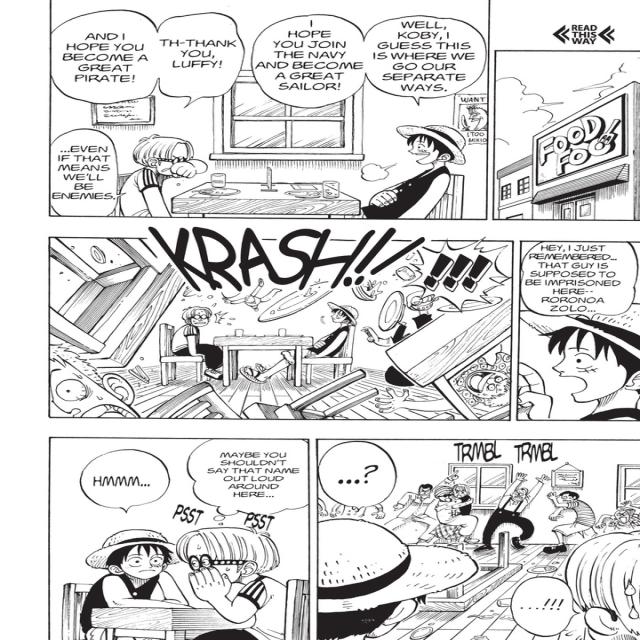 READ
THIS
WAY
FOOD
FOO!
WELL,
KOBY, I
GUESS THIS
IS WHERE WE
GO OUR
SEPARATE
WAYS.
I
HOPE
YOU JOIN
THE NAVY
AND BECOME
A GREAT
SAILOR!
TH-THANK
YOU,
LUFFY!
AND I
HOPE YOU
BECOME A
GREAT
PIRATE!
...EVEN
IF THAT
MEANS
WE'LL
BE
ENEMIES.
WANT
HEY, I JUST
REMEMBERED...
THAT GUY IS
SUPPOSED TO
BE IMPRISONED
HERE--
RORONOA
ZOLO...
!!!
KRASH!!
TRMBL TRMBL
...?
...!!
MAYBE YOU
SHOULDN'T
SAY THAT NAME
OUT LOUD
AROUND
HERE...
PSST PSST
HMMM...